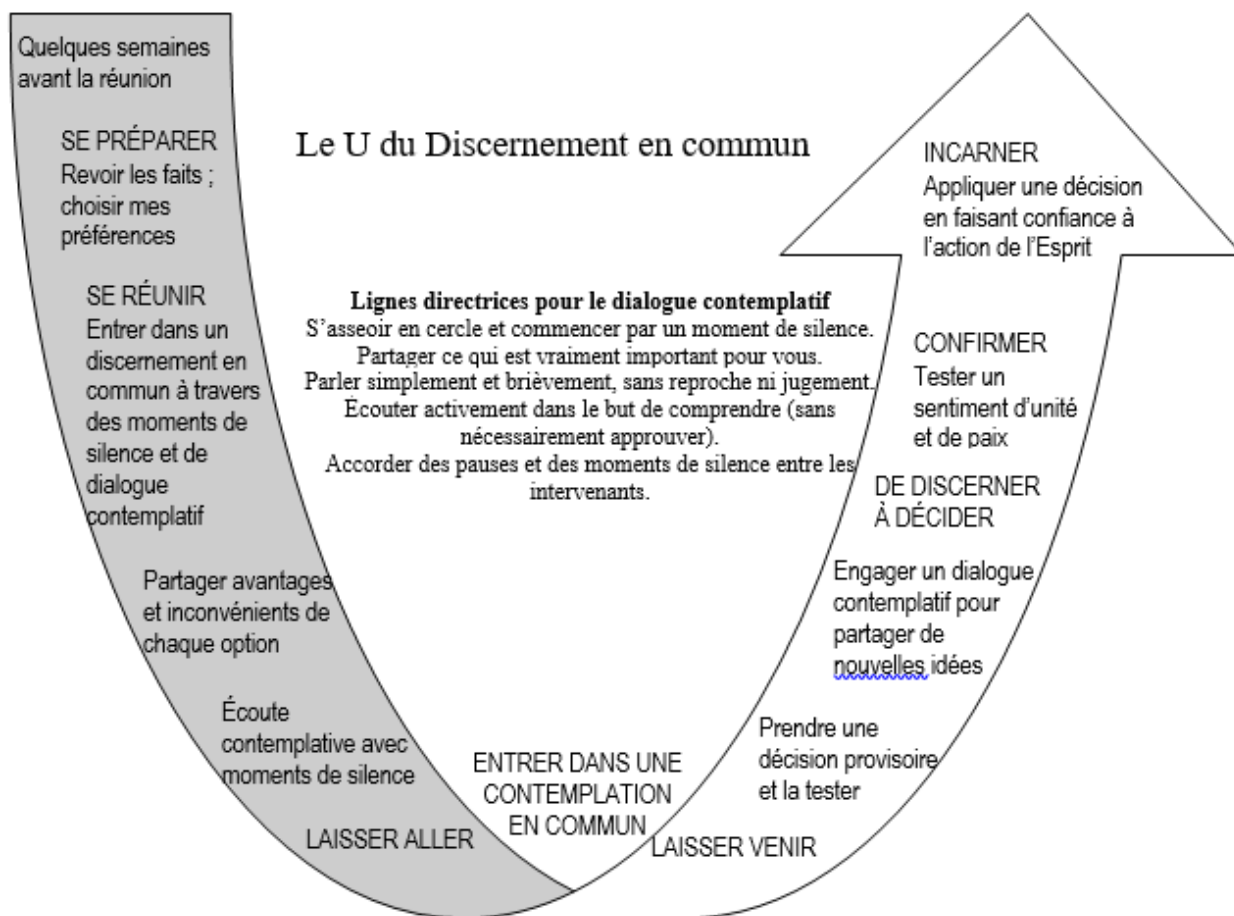 Quelques semaines
avant la réunion
SE PRÉPARER
Revoir les faits ;
choisir mes
préférences
SE RÉUNIR
Entrer dans un
discernement en
commun à travers
des moments de
silence et de
dialogue
contemplatif
Partager avantages
et inconvénients de
chaque option
Écoute
contemplative avec
moments de silence
LAISSER ALLER
Le U du Discernement en commun
Lignes directrices pour le dialogue contemplatif
S’asseoir en cercle et commencer par un moment de silence.
Partager ce qui est vraiment important pour vous.
Parler simplement et brièvement, sans reproche ni jugement.
Écouter activement dans le but de comprendre (sans
nécessairement approuver).
Accorder des pauses et des moments de silence entre les
intervenants.
ENTRER DANS UNE
CONTEMPLATION
EN COMMUN
LAISSER VENIR
Prendre une
décision provisoire
et la tester
Engager un dialogue
contemplatif pour
partager de
nouvelles idées
DE DISCERNER
À DÉCIDER
CONFIRMER
Tester un
sentiment d’unité
et de paix
INCARNER
Appliquer une décision
en faisant confiance à
l’action de l’Esprit